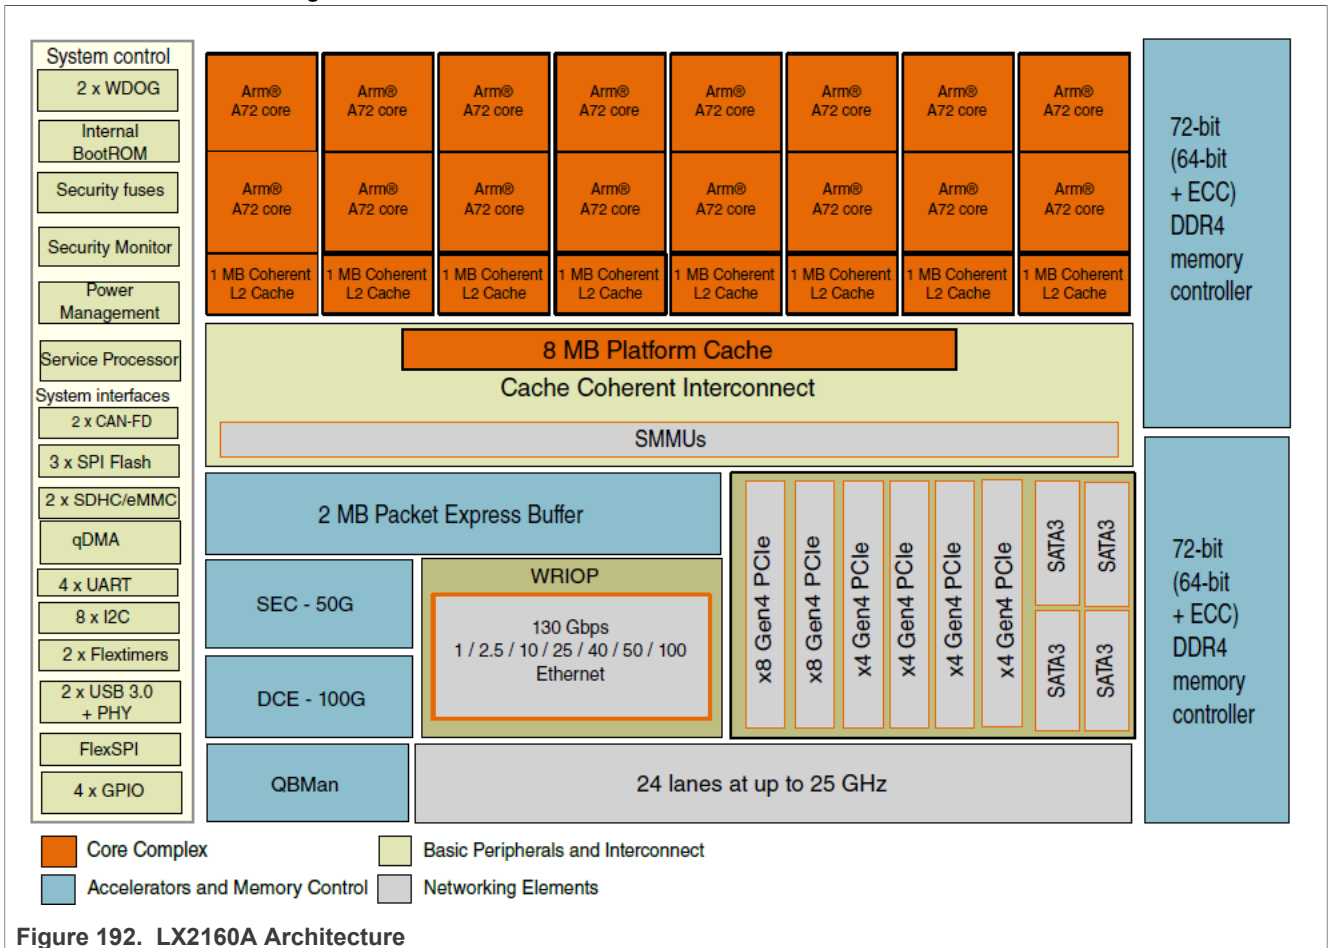 System control
2 x WDOG
Internal
BootROM
Security fuses
Security Monitor
Power
Management
Service Processor
System interfaces
2 x CAN-FD
3 x SPI Flash
2 x SDHC/eMMC
qDMA
4 x UART
8 x I2C
2 x Flextimers
2 x USB 3.0
+ PHY
FlexSPI
4 x GPIO
Arm®
A72 core
Arm®
A72 core
Arm®
A72 core
Arm®
A72 core
Arm®
A72 core
Arm®
A72 core
Arm®
A72 core
Arm®
A72 core
Arm®
A72 core
Arm®
A72 core
Arm®
A72 core
Arm®
A72 core
Arm®
A72 core
Arm®
A72 core
Arm®
A72 core
Arm®
A72 core
1 MB Coherent
L2 Cache
1 MB Coherent
L2 Cache
1 MB Coherent
L2 Cache
1 MB Coherent
L2 Cache
1 MB Coherent
L2 Cache
1 MB Coherent
L2 Cache
1 MB Coherent
L2 Cache
1 MB Coherent
L2 Cache
8 MB Platform Cache
Cache Coherent Interconnect
SMMUs
2 MB Packet Express Buffer
SEC - 50G
DCE - 100G
QBMan
WRIOP
130 Gbps
1 / 2.5 / 10 / 25 / 40 / 50 / 100
Ethernet
x8 Gen4 PCIe
x8 Gen4 PCIe
x4 Gen4 PCIe
x4 Gen4 PCIe
x4 Gen4 PCIe
x4 Gen4 PCIe
SATA3
SATA3
SATA3
SATA3
24 lanes at up to 25 GHz
72-bit
(64-bit
+ ECC)
DDR4
memory
controller
72-bit
(64-bit
+ ECC)
DDR4
memory
controller
Core Complex
Basic Peripherals and Interconnect
Accelerators and Memory Control
Networking Elements
Figure 192. LX2160A Architecture